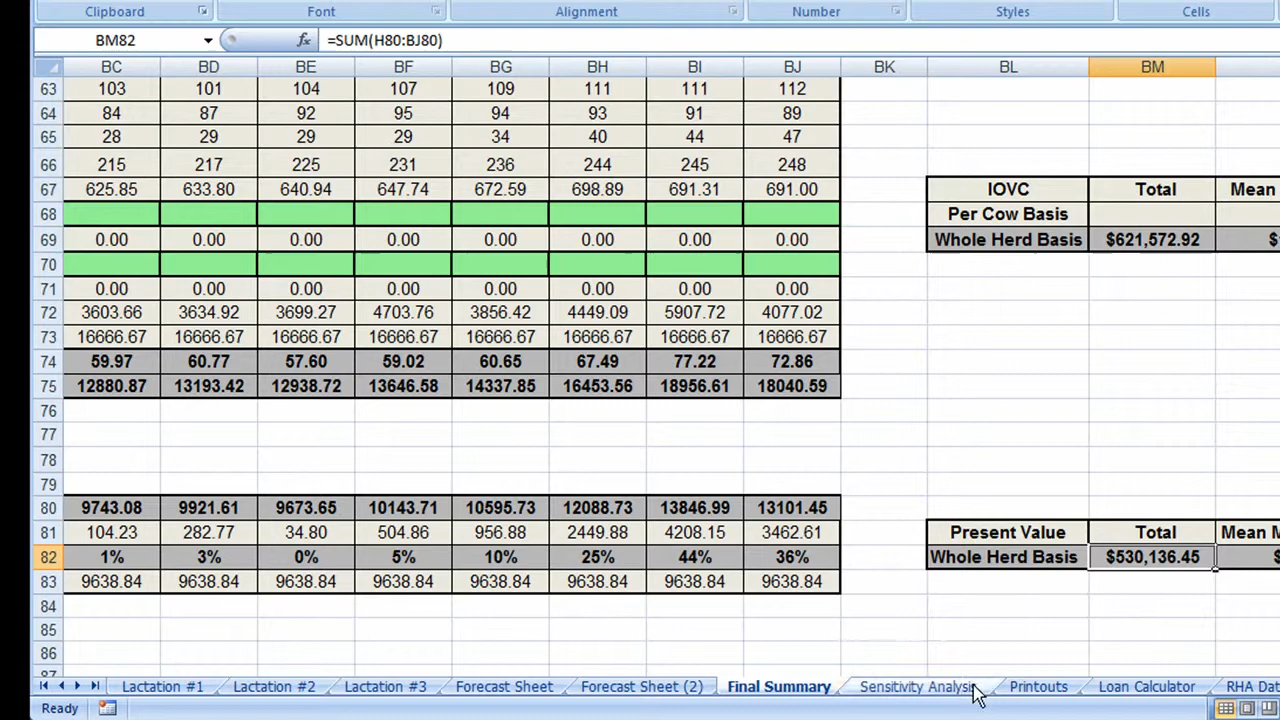 Clipboard Font Alignment Number Styles Cells
BM82 fx =SUM(H80:BJ80)
BC BD BE BF BG BH BI BJ BK BL BM
63 103 101 104 107 109 111 111 112
64 84 87 92 95 94 93 91 89
65 28 29 29 29 34 40 44 47
66 215 217 225 231 236 244 245 248
67 625.85 633.80 640.94 647.74 672.59 698.89 691.31 691.00 IOVC Total Mean
68 Per Cow Basis
69 0.00 0.00 0.00 0.00 0.00 0.00 0.00 0.00 Whole Herd Basis $621,572.92 $
70
71 0.00 0.00 0.00 0.00 0.00 0.00 0.00 0.00
72 3603.66 3634.92 3699.27 4703.76 3856.42 4449.09 5907.72 4077.02
73 16666.67 16666.67 16666.67 16666.67 16666.67 16666.67 16666.67 16666.67
74 59.97 60.77 57.60 59.02 60.65 67.49 77.22 72.86
75 12880.87 13193.42 12938.72 13646.58 14337.85 16453.56 18956.61 18040.59
76
77
78
79
80 9743.08 9921.61 9673.65 10143.71 10595.73 12088.73 13846.99 13101.45
81 104.23 282.77 34.80 504.86 956.88 2449.88 4208.15 3462.61 Present Value Total Mean M
82 1% 3% 0% 5% 10% 25% 44% 36% Whole Herd Basis $530,136.45 $
83 9638.84 9638.84 9638.84 9638.84 9638.84 9638.84 9638.84 9638.84
84
85
86
Lactation #1 Lactation #2 Lactation #3 Forecast Sheet Forecast Sheet (2) Final Summary Sensitivity Analysis Printouts Loan Calculator RHA Dat
Ready